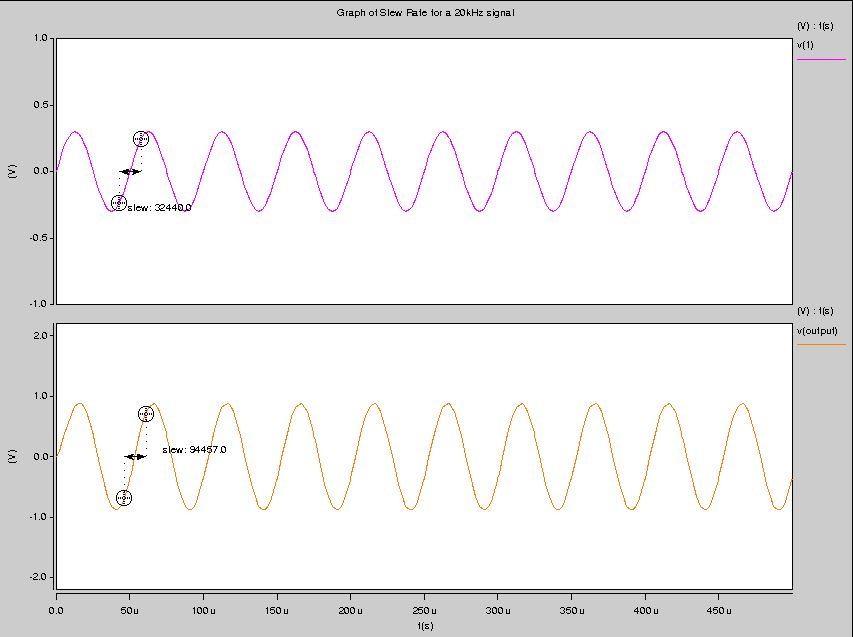 Graph of Slew Rate for a 20kHz signal
(V) : t(s)
v(1)
1.0
0.5
0.0
-0.5
-1.0
(V)
slew: 32440.0
(V) : t(s)
v(output)
2.0
1.0
0.0
-1.0
-2.0
(V)
slew: 94457.0
0.0 50u 100u 150u 200u 250u 300u 350u 400u 450u
t(s)